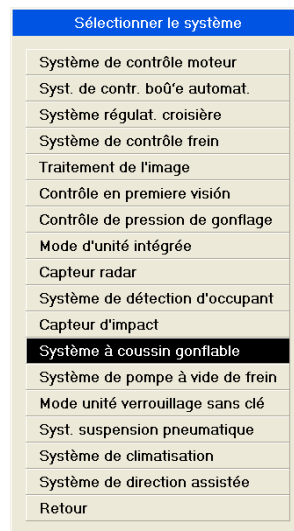 Sélectionner le système
Système de contrôle moteur
Syst. de contr. boû‘e automat.
Système régulat. croisière
Système de contrôle frein
Traitement de l'image
Contrôle en premiere visión
Contrôle de pression de gonflage
Mode d'unité intégrée
Capteur radar
Système de détection d'occupant
Capteur d'impact
Système à coussin gonflable
Système de pompe à vide de frein
Mode unité verrouillage sans clé
Syst. suspension pneumatique
Système de climatisation
Système de direction assistée
Retour